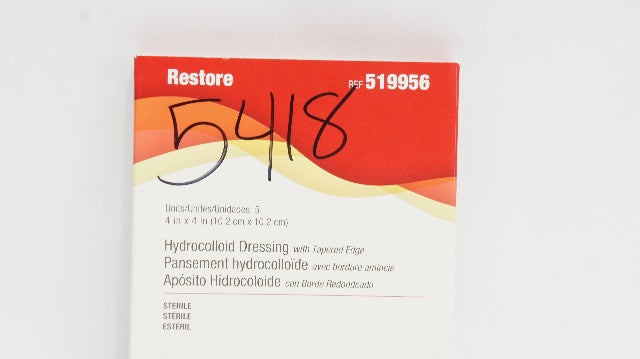 Restore
REF 519956
5418
Units/Unités/Unidades: 5
4 in x 4 in (10.2 cm x 10.2 cm)
Hydrocolloid Dressing with Tapered Edge
Pansement hydrocolloïde avec bordure amincie
Apósito Hidrocoloide con Borde Redondeado
STERILE
STÉRILE
ESTÉRIL